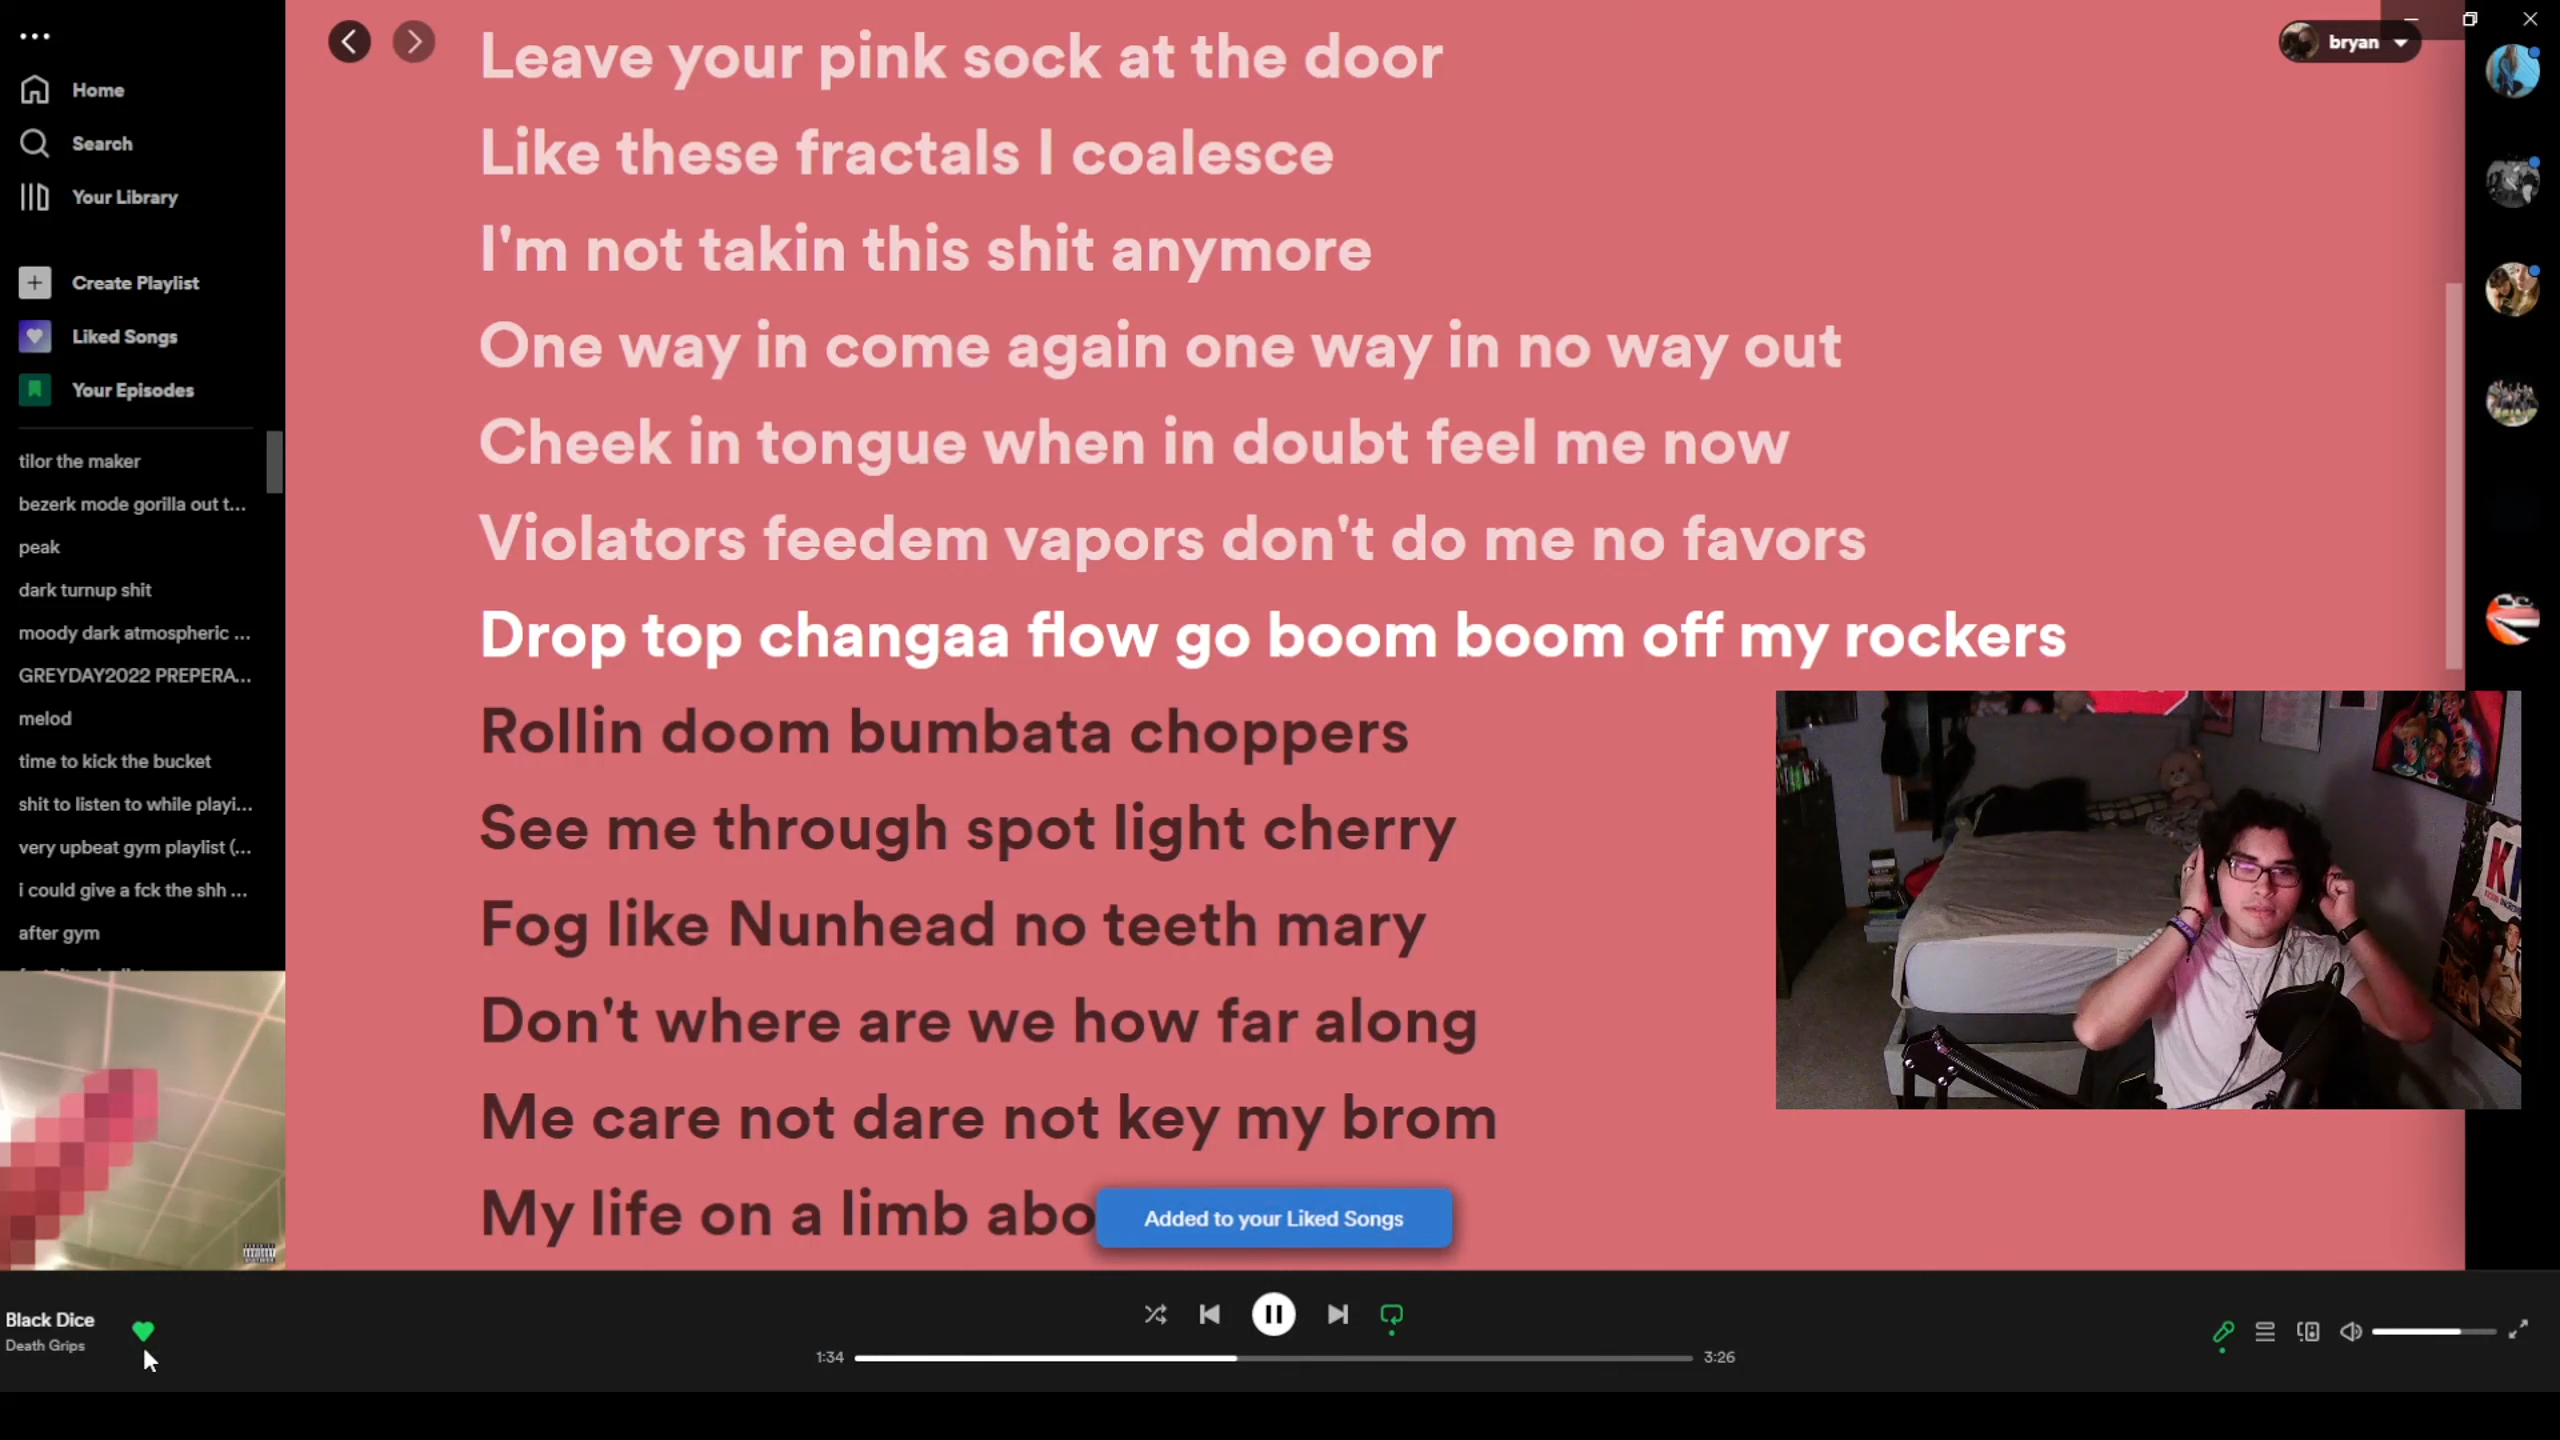 Home
Search
Your Library
Create Playlist
Liked Songs
Your Episodes
tilor the maker
bezerk mode gorilla out t...
peak
dark turnup shit
moody dark atmospheric ...
GREYDAY2022 PREPERA...
melod
time to kick the bucket
shit to listen to while playi...
very upbeat gym playlist (...
i could give a fck the shh ...
after gym
bryan
Leave your pink sock at the door
Like these fractals I coalesce
I'm not takin this shit anymore
One way in come again one way in no way out
Cheek in tongue when in doubt feel me now
Violators feedem vapors don't do me no favors
Drop top changaa flow go boom boom off my rockers
Rollin doom bumbata choppers
See me through spot light cherry
Fog like Nunhead no teeth mary
Don't where are we how far along
Me care not dare not key my brom
My life on a limb abo
Added to your Liked Songs
Black Dice
Death Grips
1:34
3:26